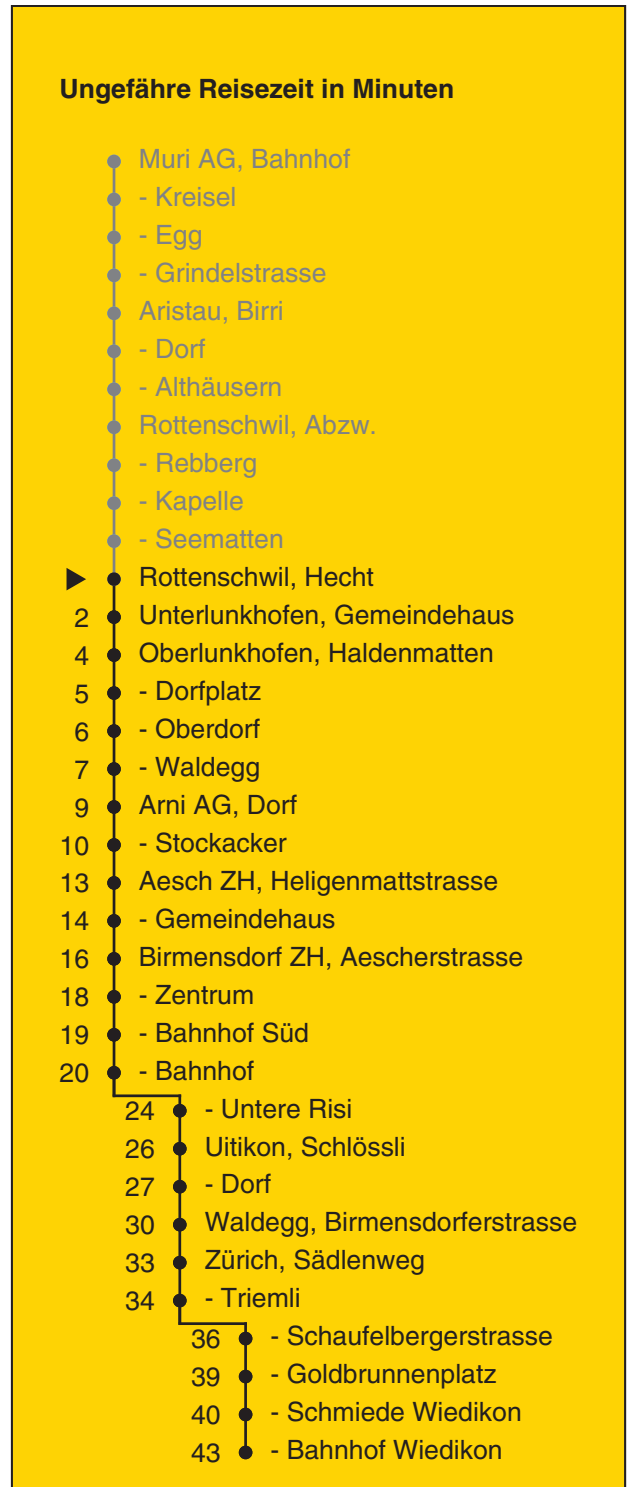 Ungefähre Reisezeit in Minuten
Muri AG, Bahnhof
- Kreisel
- Egg
- Grindelstrasse
Aristau, Birri
- Dorf
- Althäusern
Rottenschwil, Abzw.
- Rebberg
- Kapelle
- Seematten
Rottenschwil, Hecht
2 Unterlunkhofen, Gemeindehaus
4 Oberlunkhofen, Haldenmatten
5 - Dorfplatz
6 - Oberdorf
7 - Waldegg
9 Arni AG, Dorf
10 - Stockacker
13 Aesch ZH, Heligenmattstrasse
14 - Gemeindehaus
16 Birmensdorf ZH, Aescherstrasse
18 - Zentrum
19 - Bahnhof Süd
20 - Bahnhof
24 - Untere Risi
26 Uitikon, Schlössli
27 - Dorf
30 Waldegg, Birmensdorferstrasse
33 Zürich, Sädlenweg
34 - Triemli
36 - Schaufelbergerstrasse
39 - Goldbrunnenplatz
40 - Schmiede Wiedikon
43 - Bahnhof Wiedikon